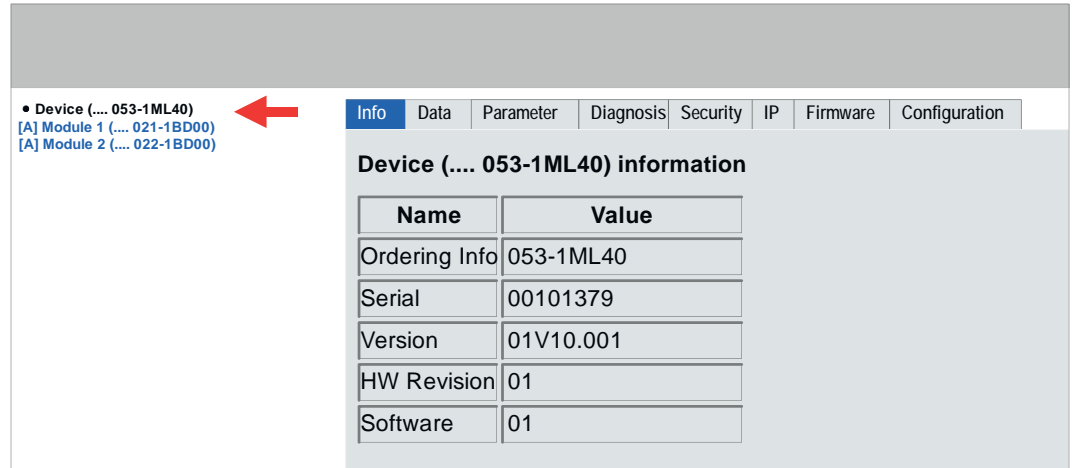 ● Device (.... 053-1ML40)
[A] Module 1 (.... 021-1BD00)
[A] Module 2 (.... 022-1BD00)
Info Data Parameter Diagnosis Security IP Firmware Configuration
Device (.... 053-1ML40) information
Name Value
Ordering Info 053-1ML40
Serial 00101379
Version 01V10.001
HW Revision 01
Software 01